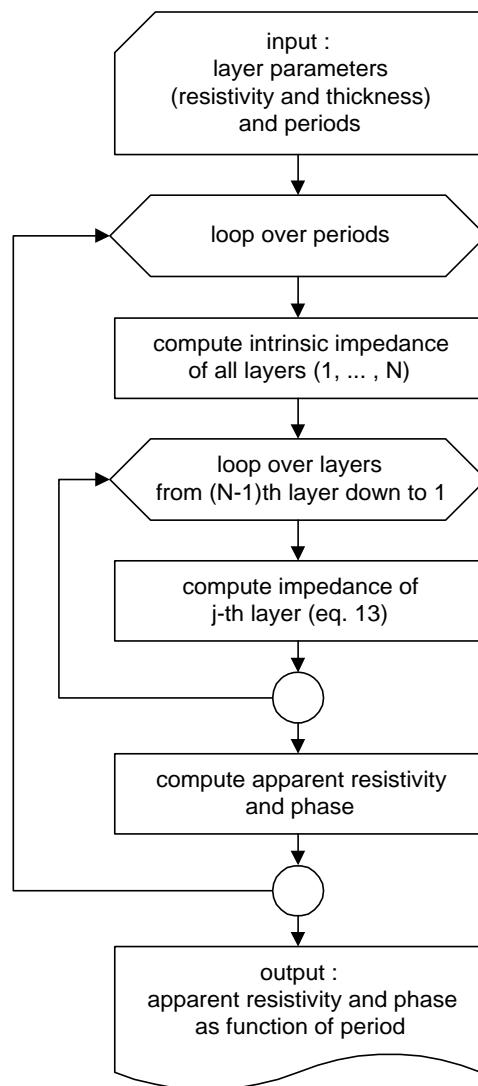 input :
layer parameters
(resistivity and thickness)
and periods
loop over periods
compute intrinsic impedance
of all layers (1, ... , N)
loop over layers
from (N-1)th layer down to 1
compute impedance of
j-th layer (eq. 13)
compute apparent resistivity
and phase
output :
apparent resistivity and phase
as function of period